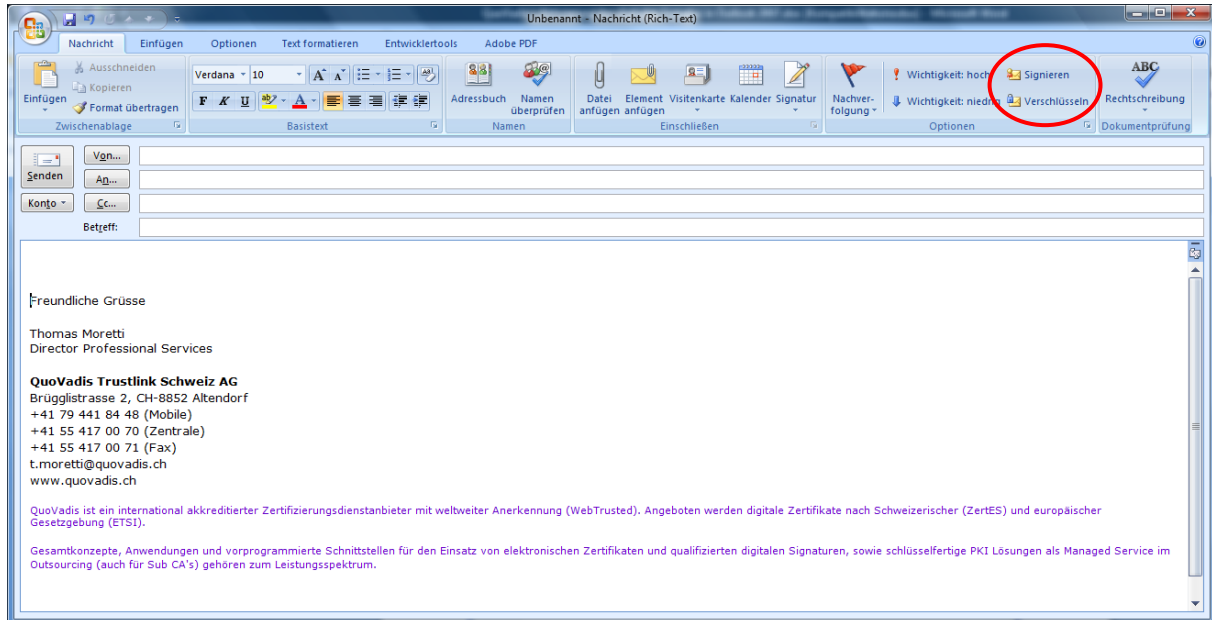 Unbenannt - Nachricht (Rich-Text)
Nachricht Einfügen Optionen Text formatieren Entwicklertools Adobe PDF
Einfügen
Ausschneiden
Kopieren
Format übertragen
Zwischenablage
Verdana 10
F K U
Basistext
Adressbuch
Namen überprüfen
Namen
Datei anfügen
Element anfügen
Visitenkarte
Kalender
Signatur
Einschließen
Nachver-
folgung
Wichtigkeit: hoch
Wichtigkeit: niedrig
Signieren
Verschlüsseln
Optionen
ABC
Rechtschreibung
Dokumentprüfung
Senden
Konto
Von...
An...
Cc...
Betreff:
Freundliche Grüsse
Thomas Moretti
Director Professional Services
QuoVadis Trustlink Schweiz AG
Brügglistrasse 2, CH-8852 Altendorf
+41 79 441 84 48 (Mobile)
+41 55 417 00 70 (Zentrale)
+41 55 417 00 71 (Fax)
t.moretti@quovadis.ch
www.quovadis.ch
QuoVadis ist ein international akkreditierter Zertifizierungsdienstanbieter mit weltweiter Anerkennung (WebTrusted). Angeboten werden digitale Zertifikate nach Schweizerischer (ZertES) und europäischer
Gesetzgebung (ETSI).
Gesamtkonzepte, Anwendungen und vorprogrammierte Schnittstellen für den Einsatz von elektronischen Zertifikaten und qualifizierten digitalen Signaturen, sowie schlüsselfertige PKI Lösungen als Managed Service im
Outsourcing (auch für Sub CA's) gehören zum Leistungsspektrum.